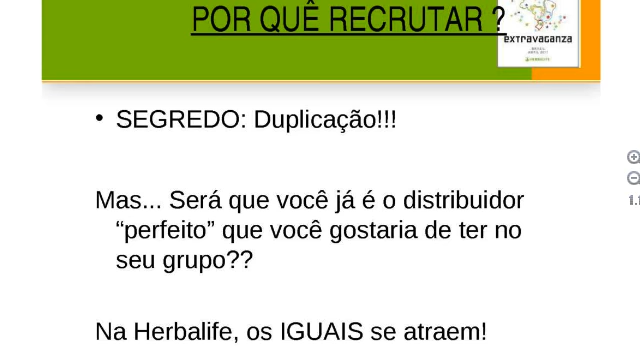 POR QUÊ RECRUTAR ?
extravaganza
• SEGREDO: Duplicação!!!
Mas... Será que você já é o distribuidor
“perfeito” que você gostaria de ter no
seu grupo??
Na Herbalife, os IGUAIS se atraem!